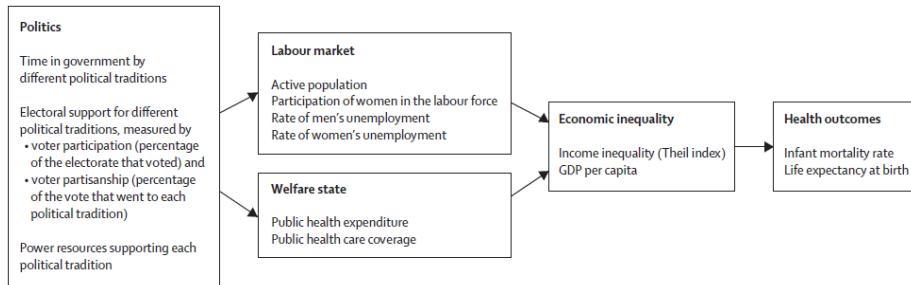 Politics
Time in government by
different political traditions
Electoral support for different
political traditions, measured by
• voter participation (percentage
of the electorate that voted) and
• voter partisanship (percentage
of the vote that went to each
political tradition)
Power resources supporting each
political tradition
Labour market
Active population
Participation of women in the labour force
Rate of men's unemployment
Rate of women's unemployment
Welfare state
Public health expenditure
Public health care coverage
Economic inequality
Income inequality (Theil index)
GDP per capita
Health outcomes
Infant mortality rate
Life expectancy at birth